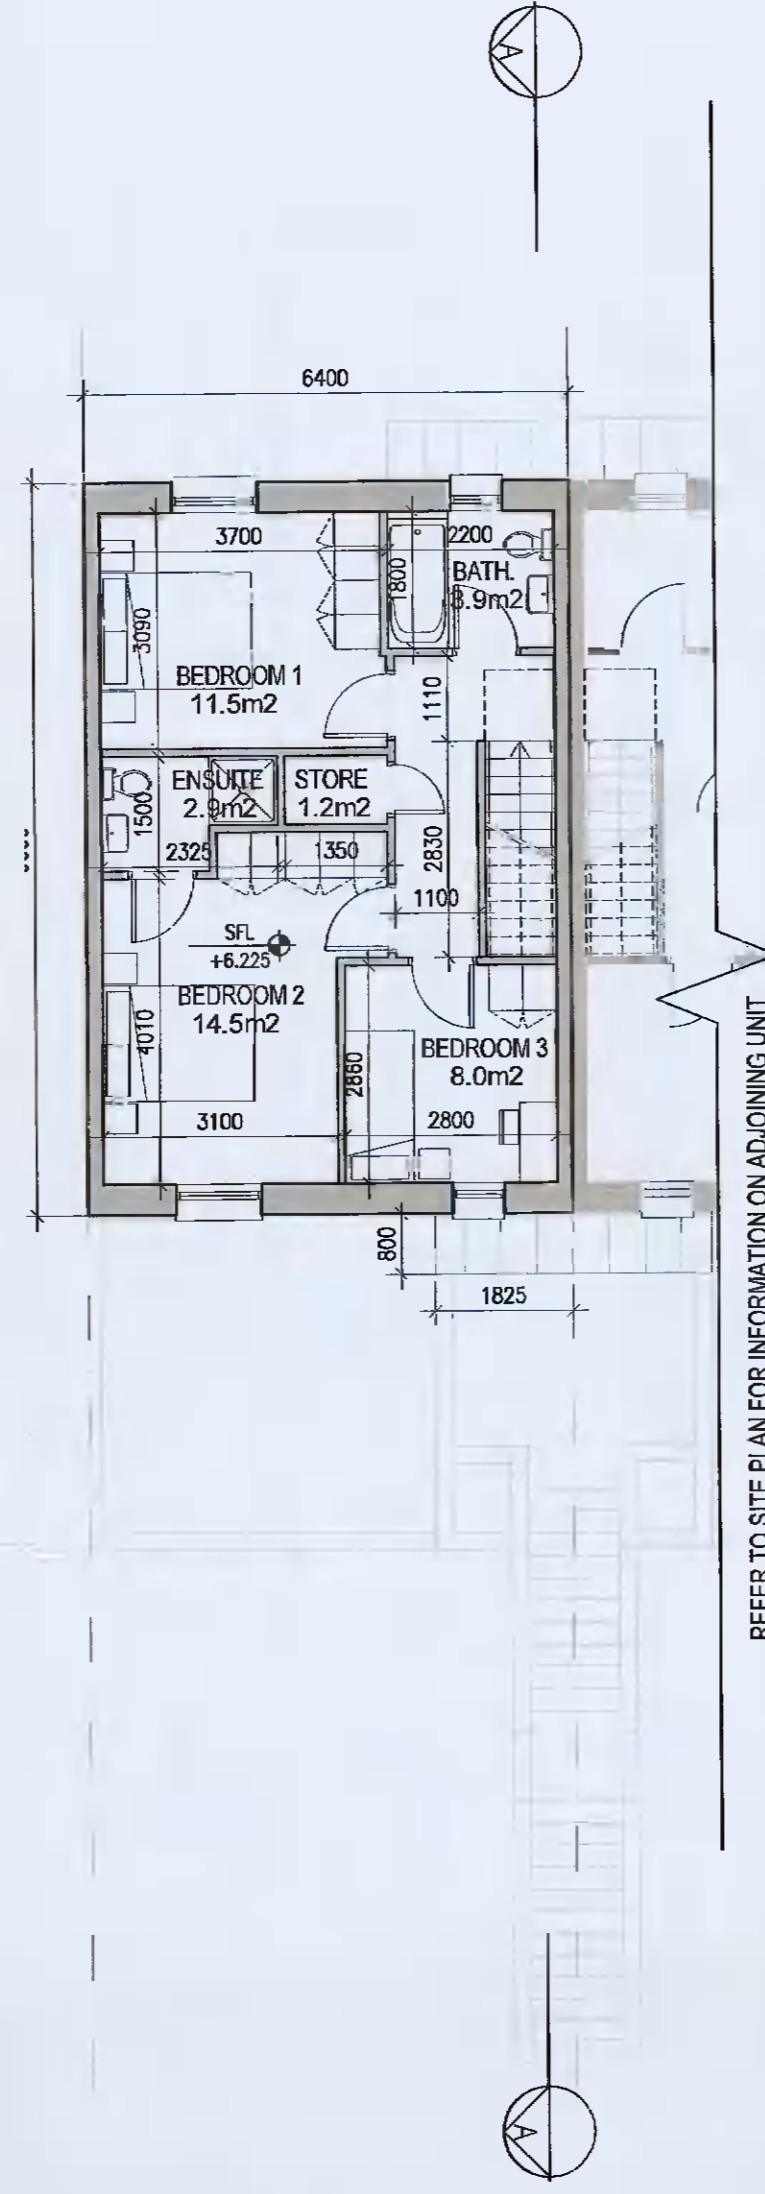 A
6400
3700
2200
1800
BATH.
3.9m2
3090
BEDROOM 1
11.5m2
1110
ENSUITE
2.9m2
STORE
1.2m2
1500
2325
1350
2830
1100
SFL
+6.225
BEDROOM 2
14.5m2
4010
BEDROOM 3
8.0m2
2860
3100
2800
800
1825
REFER TO SITE PLAN FOR INFORMATION ON ADJOINING UNIT
A